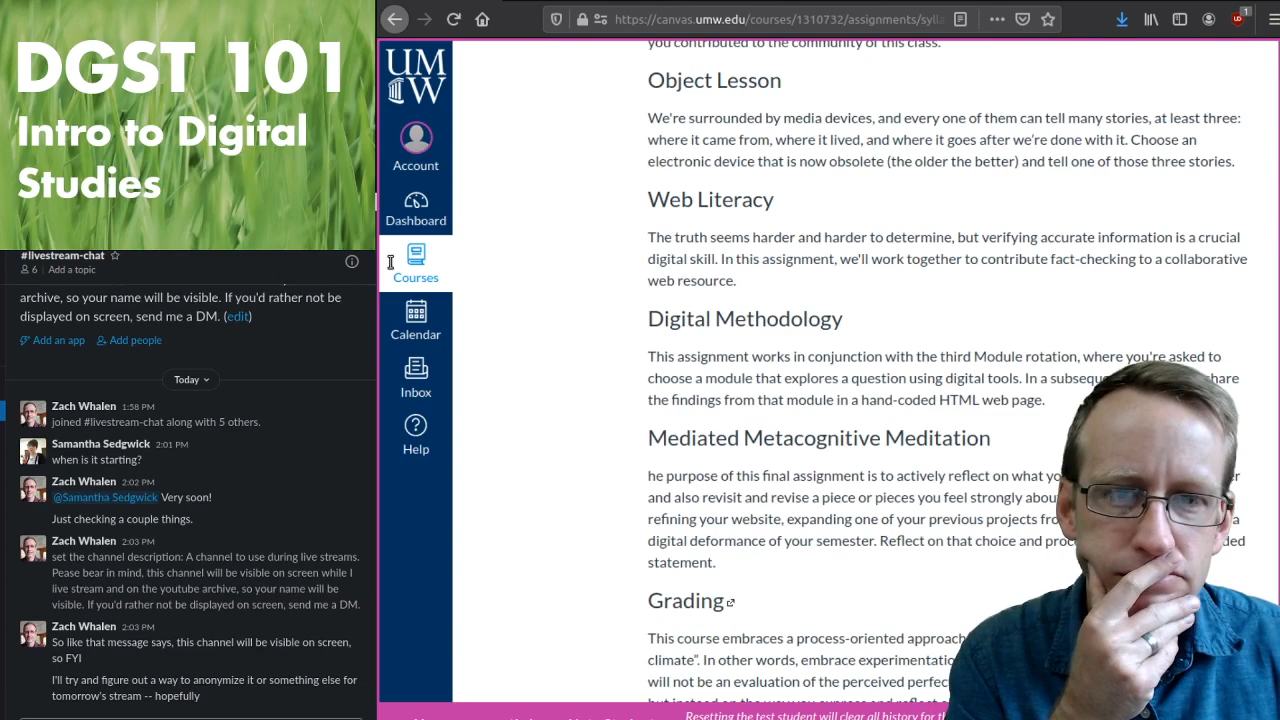 DGST 101
Intro to Digital
Studies
#livestream-chat
6 Add a topic
archive, so your name will be visible. If you'd rather not be
displayed on screen, send me a DM. (edit)
Add an app Add people
Today
Zach Whalen 1:58 PM
joined #livestream-chat along with 5 others.
Samantha Sedgwick 2:01 PM
when is it starting?
Zach Whalen 2:02 PM
@Samantha Sedgwick Very soon!
Just checking a couple things.
Zach Whalen 2:03 PM
set the channel description: A channel to use during live streams.
Pease bear in mind, this channel will be visible on screen while I
live stream and on the youtube archive, so your name will be
visible. If you'd rather not be displayed on screen, send me a DM.
Zach Whalen 2:03 PM
So like that message says, this channel will be visible on screen,
so FYI
I'll try and figure out a way to anonymize it or something else for
tomorrow's stream -- hopefully
https://canvas.umw.edu/courses/1310732/assignments/sylla
1
UMW
Account
Dashboard
Courses
Calendar
Inbox
Help
you contributed to the community of this class.
Object Lesson
We're surrounded by media devices, and every one of them can tell many stories, at least three:
where it came from, where it lived, and where it goes after we're done with it. Choose an
electronic device that is now obsolete (the older the better) and tell one of those three stories.
Web Literacy
The truth seems harder and harder to determine, but verifying accurate information is a crucial
digital skill. In this assignment, we'll work together to contribute fact-checking to a collaborative
web resource.
Digital Methodology
This assignment works in conjunction with the third Module rotation, where you're asked to
choose a module that explores a question using digital tools. In a subseq share
the findings from that module in a hand-coded HTML web page.
Mediated Metacognitive Meditation
he purpose of this final assignment is to actively reflect on what yo er
and also revisit and revise a piece or pieces you feel strongly abou
refining your website, expanding one of your previous projects fro a
digital deformance of your semester. Reflect on that choice and proc ded
statement.
Grading
This course embraces a process-oriented approach
climate". In other words, embrace experimentatio
will not be an evaluation of the perceived perfec
Resetting the test student will clear all history for th